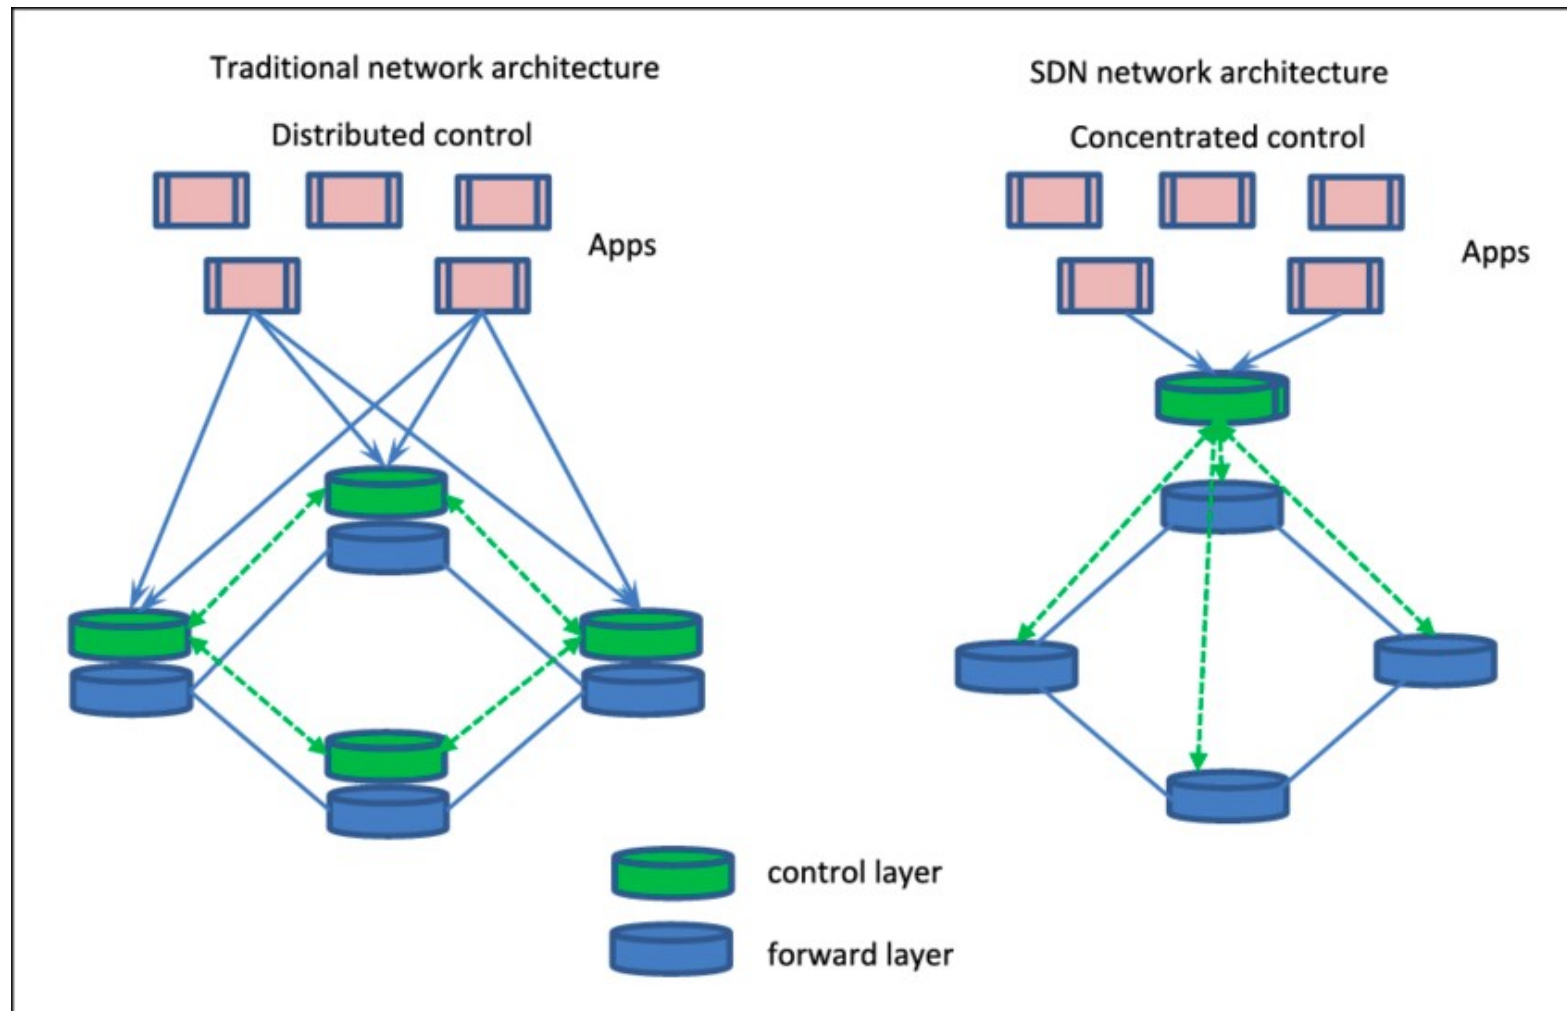 Traditional network architecture
Distributed control
Apps
SDN network architecture
Concentrated control
Apps
control layer
forward layer